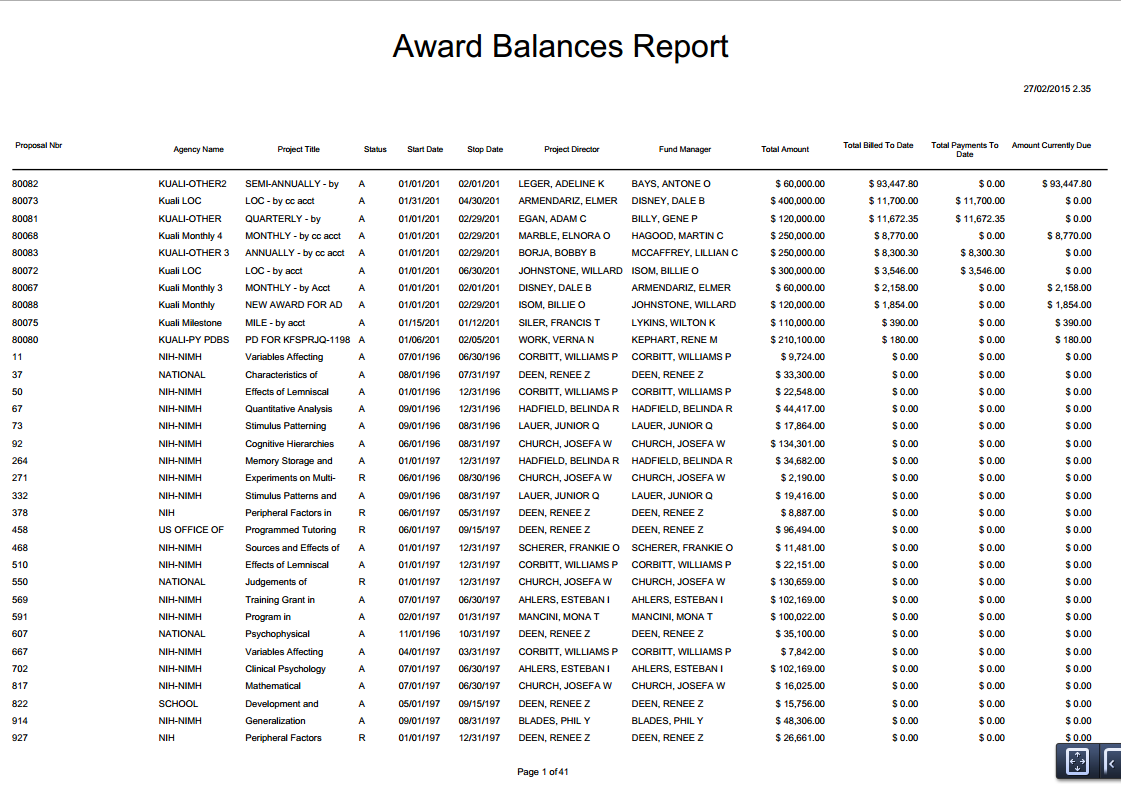 Award Balances Report
27/02/2015 2.35
Proposal Nbr Agency Name Project Title Status Start Date Stop Date Project Director Fund Manager Total Amount Total Billed To Date Total Payments To Date Amount Currently Due
80082 KUALI-OTHER2 SEMI-ANNUALLY - by A 01/01/201 02/01/201 LEGER, ADELINE K BAYS, ANTONE O $ 60,000.00 $ 93,447.80 $ 0.00 $ 93,447.80
80073 Kuali LOC LOC - by cc acct A 01/31/201 04/30/201 ARMENDARIZ, ELMER DISNEY, DALE B $ 400,000.00 $ 11,700.00 $ 11,700.00 $ 0.00
80081 KUALI-OTHER QUARTERLY - by A 01/01/201 02/29/201 EGAN, ADAM C BILLY, GENE P $ 120,000.00 $ 11,672.35 $ 11,672.35 $ 0.00
80068 Kuali Monthly 4 MONTHLY - by cc acct A 01/01/201 02/29/201 MARBLE, ELNORA O HAGOOD, MARTIN C $ 250,000.00 $ 8,770.00 $ 0.00 $ 8,770.00
80083 KUALI-OTHER 3 ANNUALLY - by cc acct A 01/01/201 02/29/201 BORJA, BOBBY B MCCAFFREY, LILLIAN C $ 250,000.00 $ 8,300.30 $ 8,300.30 $ 0.00
80072 Kuali LOC LOC - by acct A 01/01/201 06/30/201 JOHNSTONE, WILLARD ISOM, BILLIE O $ 300,000.00 $ 3,546.00 $ 3,546.00 $ 0.00
80067 Kuali Monthly 3 MONTHLY - by Acct A 01/01/201 02/01/201 DISNEY, DALE B ARMENDARIZ, ELMER $ 60,000.00 $ 2,158.00 $ 0.00 $ 2,158.00
80088 Kuali Monthly NEW AWARD FOR AD A 01/01/201 02/29/201 ISOM, BILLIE O JOHNSTONE, WILLARD $ 120,000.00 $ 1,854.00 $ 0.00 $ 1,854.00
80075 Kuali Milestone MILE - by acct A 01/15/201 01/12/201 SILER, FRANCIS T LYKINS, WILTON K $ 110,000.00 $ 390.00 $ 0.00 $ 390.00
80080 KUALI-PY PDBS PD FOR KFSPRJQ-1198 A 01/06/201 02/05/201 WORK, VERNA N KEPHART, RENE M $ 210,100.00 $ 180.00 $ 0.00 $ 180.00
11 NIH-NIMH Variables Affecting A 07/01/196 06/30/196 CORBITT, WILLIAMS P CORBITT, WILLIAMS P $ 9,724.00 $ 0.00 $ 0.00 $ 0.00
37 NATIONAL Characteristics of A 08/01/196 07/31/197 DEEN, RENEE Z DEEN, RENEE Z $ 33,300.00 $ 0.00 $ 0.00 $ 0.00
50 NIH-NIMH Effects of Lemniscal A 01/01/196 12/31/196 CORBITT, WILLIAMS P CORBITT, WILLIAMS P $ 22,548.00 $ 0.00 $ 0.00 $ 0.00
67 NIH-NIMH Quantitative Analysis A 09/01/196 12/31/196 HADFIELD, BELINDA R HADFIELD, BELINDA R $ 44,417.00 $ 0.00 $ 0.00 $ 0.00
73 NIH-NIMH Stimulus Patterning A 09/01/196 08/31/196 LAUER, JUNIOR Q LAUER, JUNIOR Q $ 17,864.00 $ 0.00 $ 0.00 $ 0.00
92 NIH-NIMH Cognitive Hierarchies A 06/01/196 08/31/197 CHURCH, JOSEFA W CHURCH, JOSEFA W $ 134,301.00 $ 0.00 $ 0.00 $ 0.00
264 NIH-NIMH Memory Storage and A 01/01/197 12/31/197 HADFIELD, BELINDA R HADFIELD, BELINDA R $ 34,682.00 $ 0.00 $ 0.00 $ 0.00
271 NIH-NIMH Experiments on Multi- R 06/01/196 08/30/196 CHURCH, JOSEFA W CHURCH, JOSEFA W $ 2,190.00 $ 0.00 $ 0.00 $ 0.00
332 NIH-NIMH Stimulus Patterns and A 09/01/196 08/31/197 LAUER, JUNIOR Q LAUER, JUNIOR Q $ 19,416.00 $ 0.00 $ 0.00 $ 0.00
378 NIH Peripheral Factors in R 06/01/197 05/31/197 DEEN, RENEE Z DEEN, RENEE Z $ 8,887.00 $ 0.00 $ 0.00 $ 0.00
458 US OFFICE OF Programmed Tutoring R 06/01/197 09/15/197 DEEN, RENEE Z DEEN, RENEE Z $ 96,494.00 $ 0.00 $ 0.00 $ 0.00
468 NIH-NIMH Sources and Effects of A 01/01/197 12/31/197 SCHERER, FRANKIE O SCHERER, FRANKIE O $ 11,481.00 $ 0.00 $ 0.00 $ 0.00
510 NIH-NIMH Effects of Lemniscal A 01/01/197 12/31/197 CORBITT, WILLIAMS P CORBITT, WILLIAMS P $ 22,151.00 $ 0.00 $ 0.00 $ 0.00
550 NATIONAL Judgements of R 01/01/197 12/31/197 CHURCH, JOSEFA W CHURCH, JOSEFA W $ 130,659.00 $ 0.00 $ 0.00 $ 0.00
569 NIH-NIMH Training Grant in A 07/01/197 06/30/197 AHLERS, ESTEBAN I AHLERS, ESTEBAN I $ 102,169.00 $ 0.00 $ 0.00 $ 0.00
591 NIH-NIMH Program in A 02/01/197 01/31/197 MANCINI, MONA T MANCINI, MONA T $ 100,022.00 $ 0.00 $ 0.00 $ 0.00
607 NATIONAL Psychophysical A 11/01/196 10/31/197 DEEN, RENEE Z DEEN, RENEE Z $ 35,100.00 $ 0.00 $ 0.00 $ 0.00
667 NIH-NIMH Variables Affecting A 04/01/197 03/31/197 CORBITT, WILLIAMS P CORBITT, WILLIAMS P $ 7,842.00 $ 0.00 $ 0.00 $ 0.00
702 NIH-NIMH Clinical Psychology A 07/01/197 06/30/197 AHLERS, ESTEBAN I AHLERS, ESTEBAN I $ 102,169.00 $ 0.00 $ 0.00 $ 0.00
817 NIH-NIMH Mathematical A 07/01/197 06/30/197 CHURCH, JOSEFA W CHURCH, JOSEFA W $ 16,025.00 $ 0.00 $ 0.00 $ 0.00
822 SCHOOL Development and A 05/01/197 09/15/197 DEEN, RENEE Z DEEN, RENEE Z $ 15,756.00 $ 0.00 $ 0.00 $ 0.00
914 NIH-NIMH Generalization A 09/01/197 08/31/197 BLADES, PHIL Y BLADES, PHIL Y $ 48,306.00 $ 0.00 $ 0.00 $ 0.00
927 NIH Peripheral Factors R 01/01/197 12/31/197 DEEN, RENEE Z DEEN, RENEE Z $ 26,661.00 $ 0.00 $ 0.00 $ 0.00
Page 1 of 41